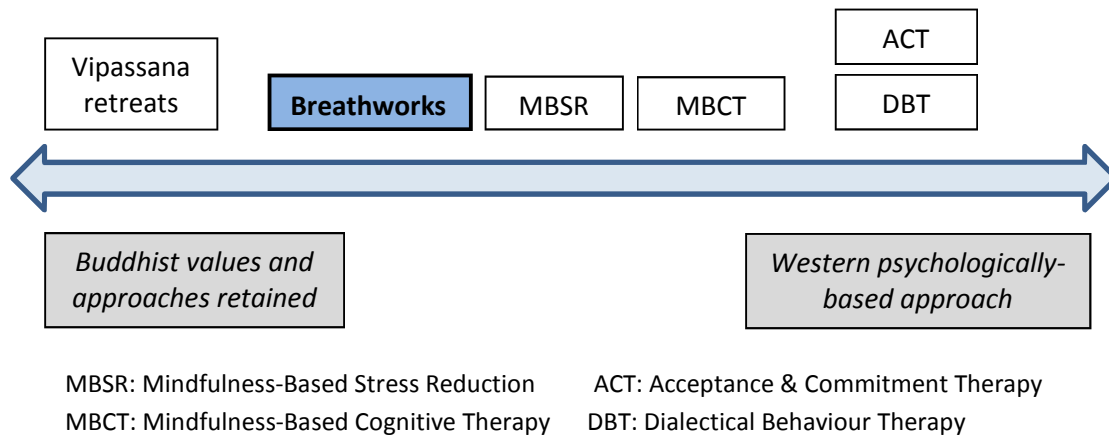 Vipassana
retreats
Breathworks
MBSR
MBCT
ACT
DBT
Buddhist values and
approaches retained
Western psychologically-
based approach
MBSR: Mindfulness-Based Stress Reduction
ACT: Acceptance & Commitment Therapy
MBCT: Mindfulness-Based Cognitive Therapy
DBT: Dialectical Behaviour Therapy